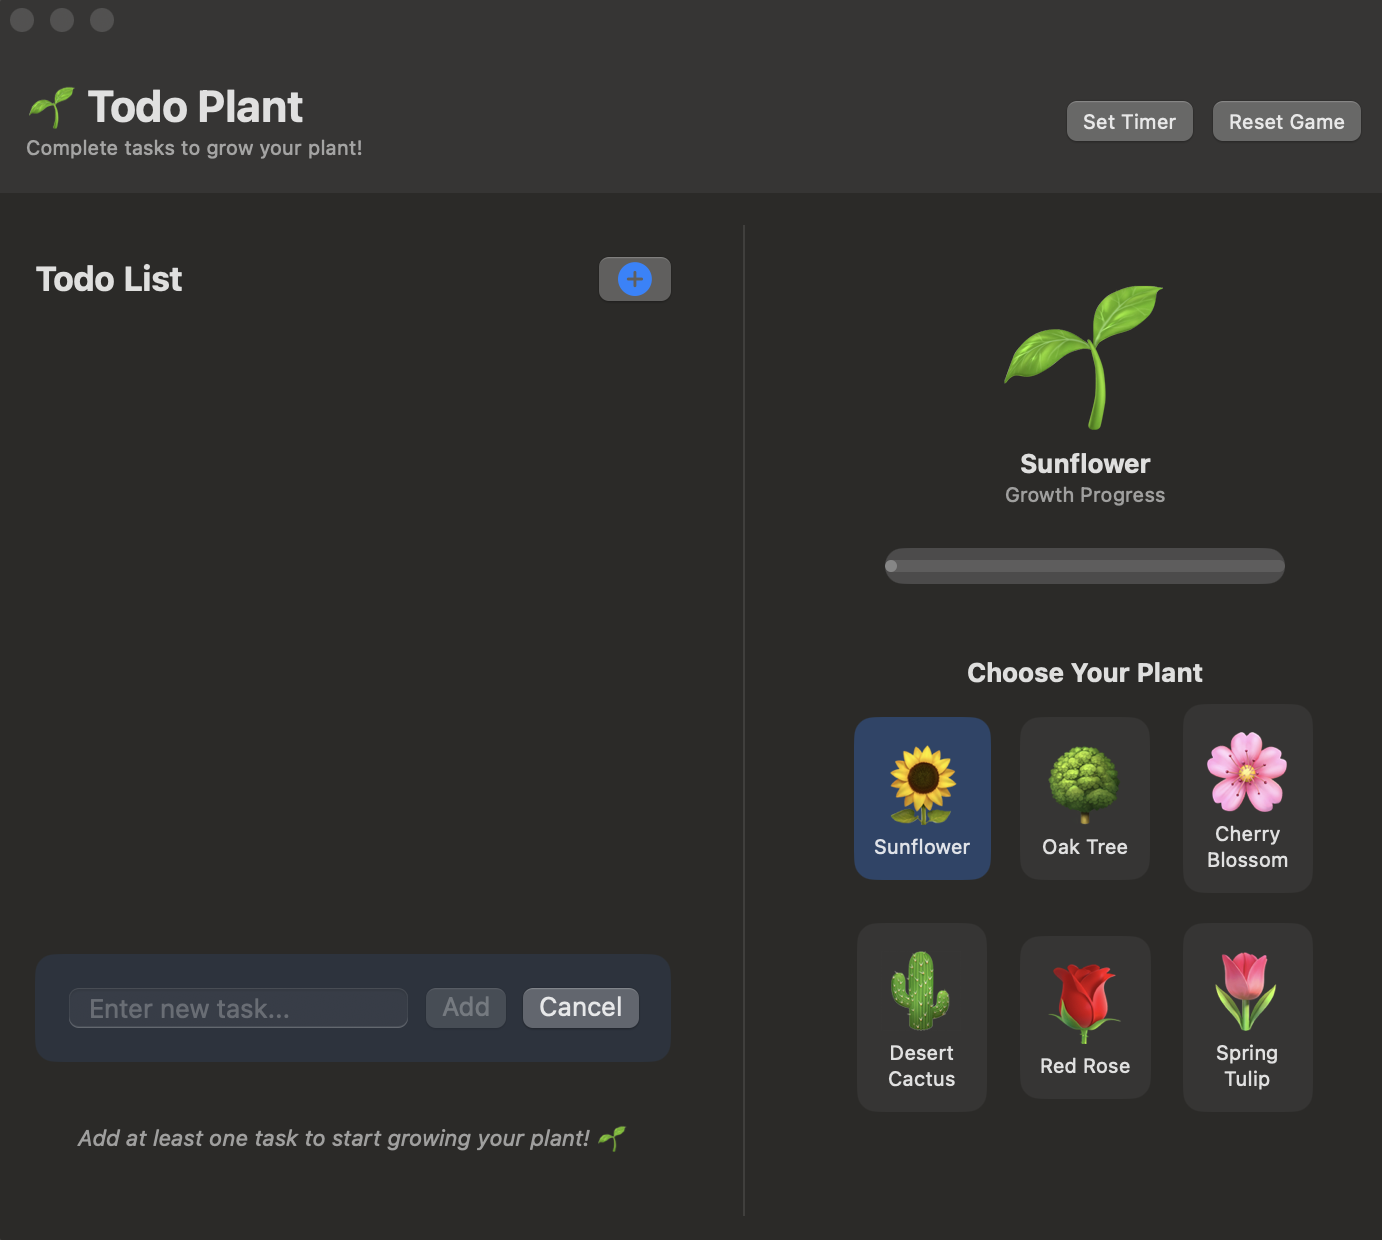 Todo Plant
Complete tasks to grow your plant!
Set Timer
Reset Game
Todo List
Enter new task...
Add
Cancel
Add at least one task to start growing your plant!
Sunflower
Growth Progress
Choose Your Plant
Sunflower
Oak Tree
Cherry
Blossom
Desert
Cactus
Red Rose
Spring
Tulip